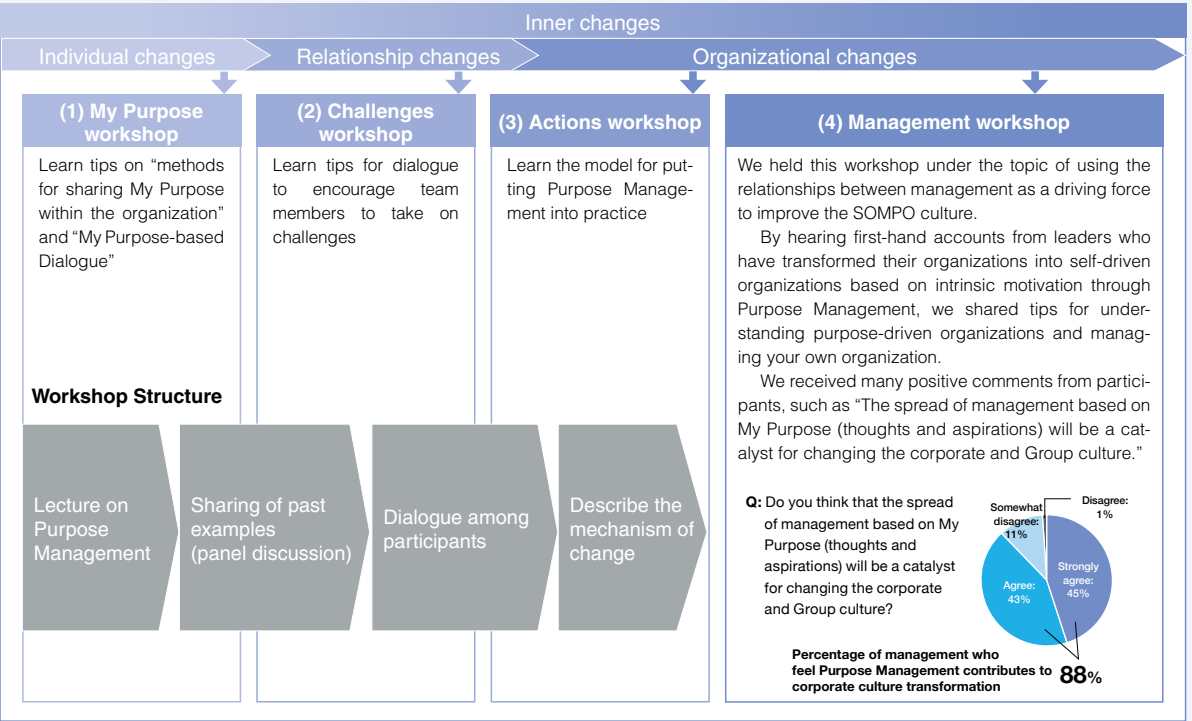 Inner changes
Individual changes
Relationship changes
Organizational changes
(1) My Purpose
workshop
Learn tips on “methods
for sharing My Purpose
within the organization”
and “My Purpose-based
Dialogue”
(2) Challenges
workshop
Learn tips for dialogue
to encourage team
members to take on
challenges
(3) Actions workshop
Learn the model for put-
ting Purpose Manage-
ment into practice
(4) Management workshop
We held this workshop under the topic of using the
relationships between management as a driving force
to improve the SOMPO culture.
By hearing first-hand accounts from leaders who
have transformed their organizations into self-driven
organizations based on intrinsic motivation through
Purpose Management, we shared tips for under-
standing purpose-driven organizations and manag-
ing your own organization.
We received many positive comments from partici-
pants, such as “The spread of management based on
My Purpose (thoughts and aspirations) will be a cat-
alyst for changing the corporate and Group culture.”
Workshop Structure
Lecture on
Purpose
Management
Sharing of past
examples
(panel discussion)
Dialogue among
participants
Describe the
mechanism of
change
Q: Do you think that the spread
of management based on My
Purpose (thoughts and
aspirations) will be a catalyst
for changing the corporate
and Group culture?
Somewhat
disagree:
11%
Disagree:
1%
Strongly
agree:
45%
Agree:
43%
Percentage of management who
feel Purpose Management contributes to
corporate culture transformation
88%